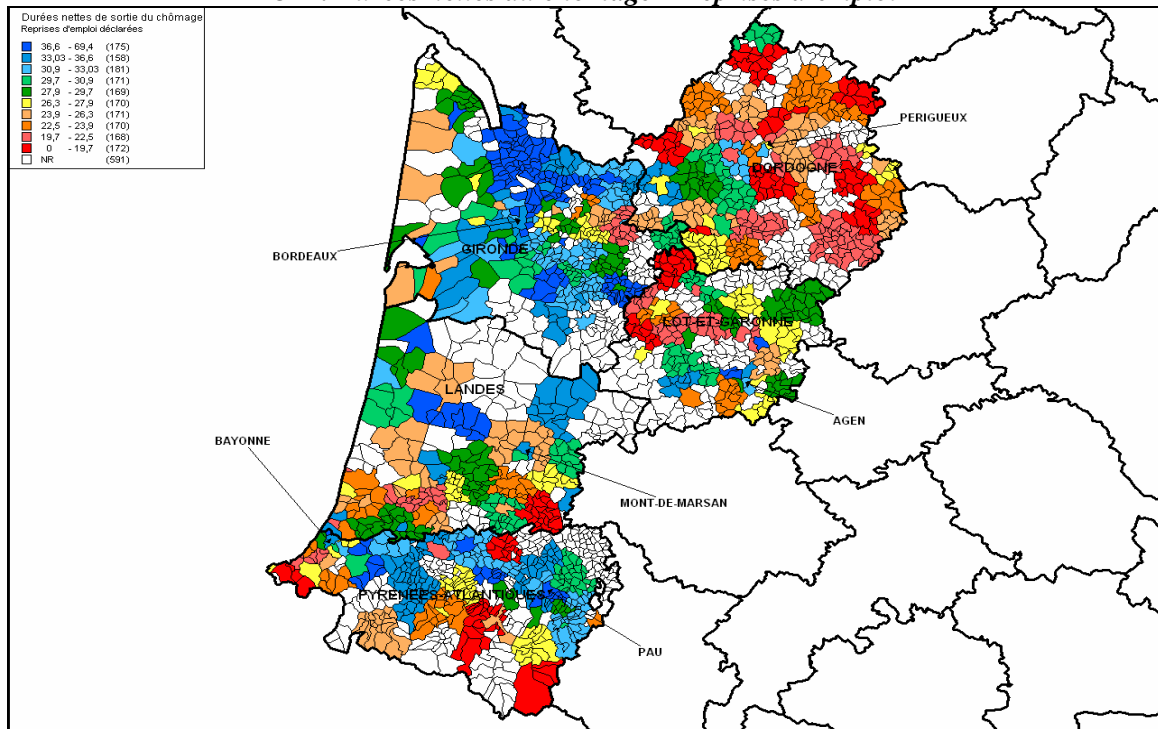 Durées nettes de sortie du chômage
Reprises d'emploi déclarées
36,6 - 69,4 (175)
33,03 - 36,6 (158)
30,9 - 33,03 (181)
29,7 - 30,9 (171)
27,9 - 29,7 (169)
26,3 - 27,9 (170)
23,9 - 26,3 (171)
22,5 - 23,9 (170)
19,7 - 22,5 (168)
0 - 19,7 (172)
NR (591)
PERIGUEUX
DORDOGNE
BORDEAUX
GIRONDE
LOT-ET-GARONNE
LANDES
AGEN
BAYONNE
MONT-DE-MARSAN
PYRENEES-ATLANTIQUES
PAU